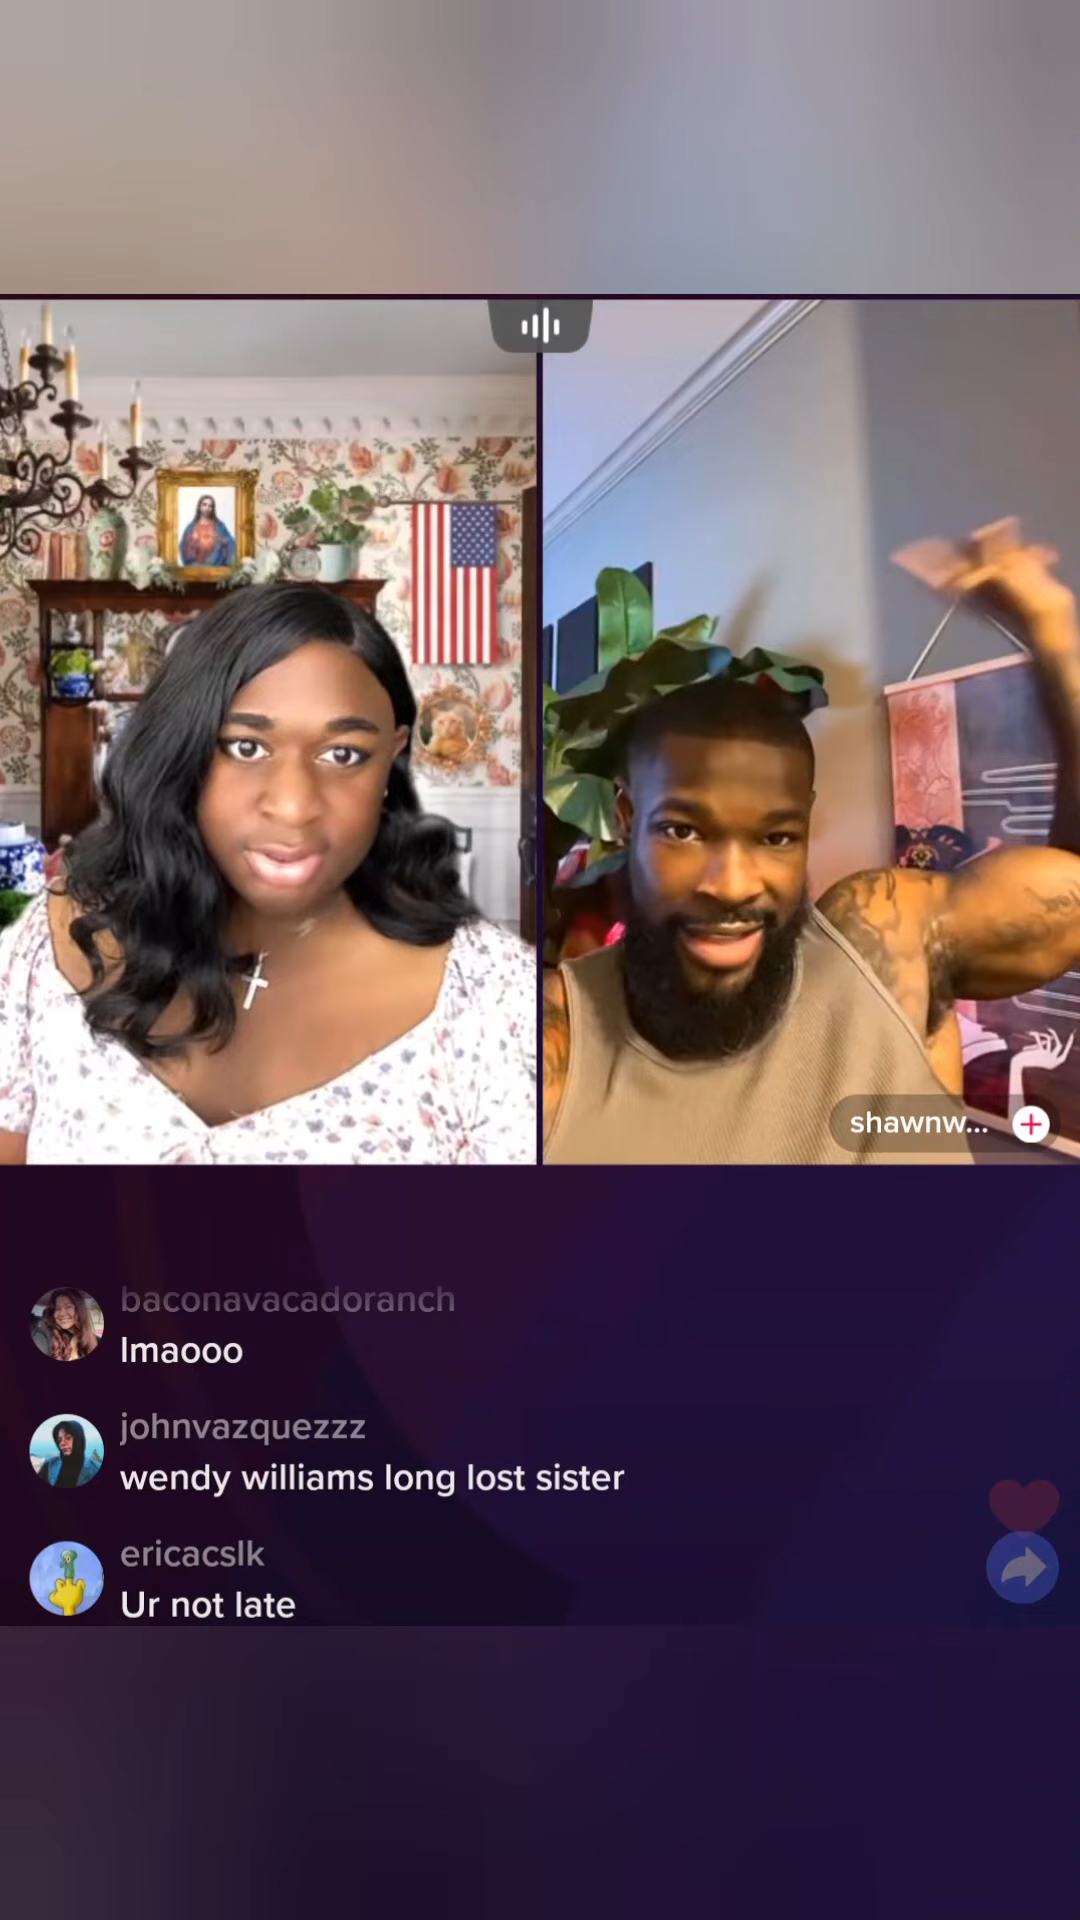 shawnw...
baconavacadoranch
lmaooo
johnvazquezzz
wendy williams long lost sister
ericacslk
Ur not late